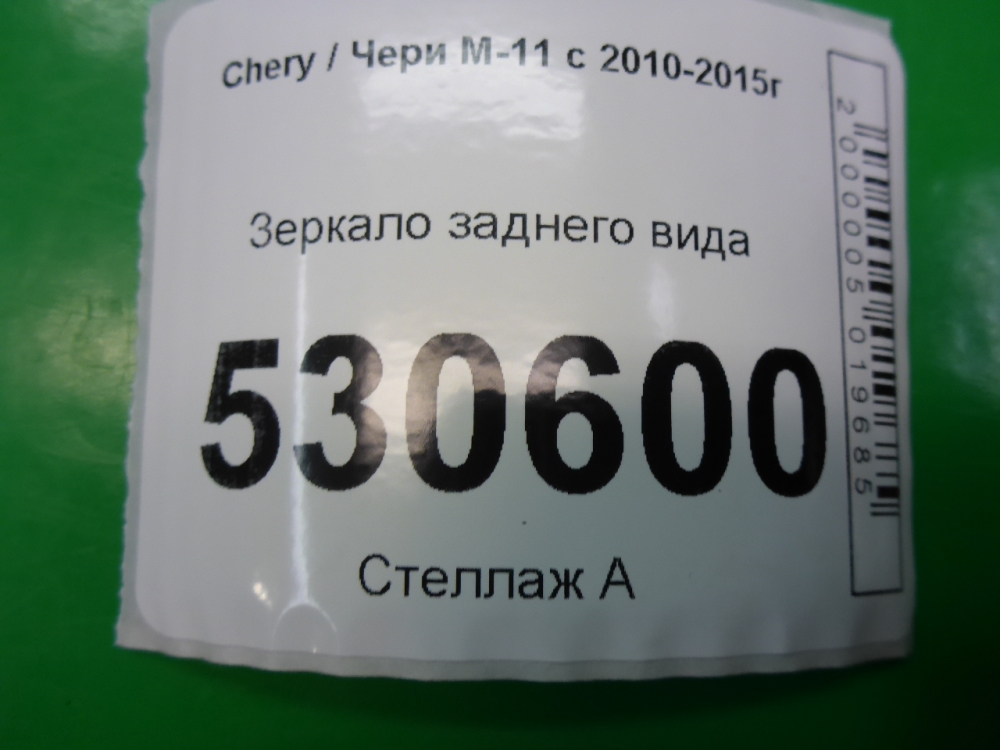 Chery / Чери М-11 с 2010-2015г
Зеркало заднего вида
530600
Стеллаж А
2000005019685